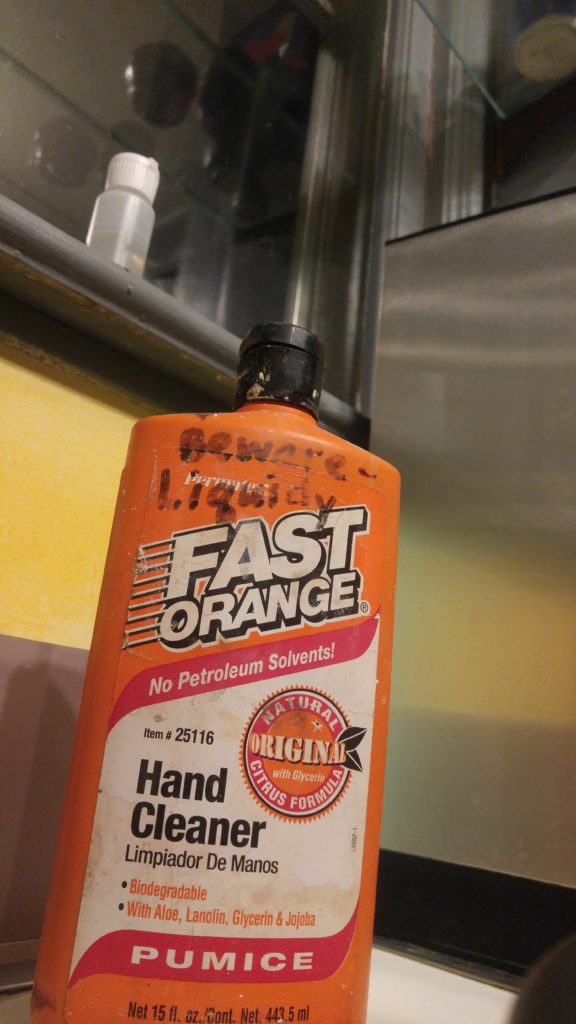 Beware-
Liquidy
Permatex
FAST
ORANGE®
No Petroleum Solvents!
Item # 25116
NATURAL
ORIGINAL
with Glycerin
CITRUS FORMULA
Hand
Cleaner
Limpiador De Manos
• Biodegradable
• With Aloe, Lanolin, Glycerin & Jojoba
PUMICE
Net 15 fl. oz./Cont. Net. 443.5 ml